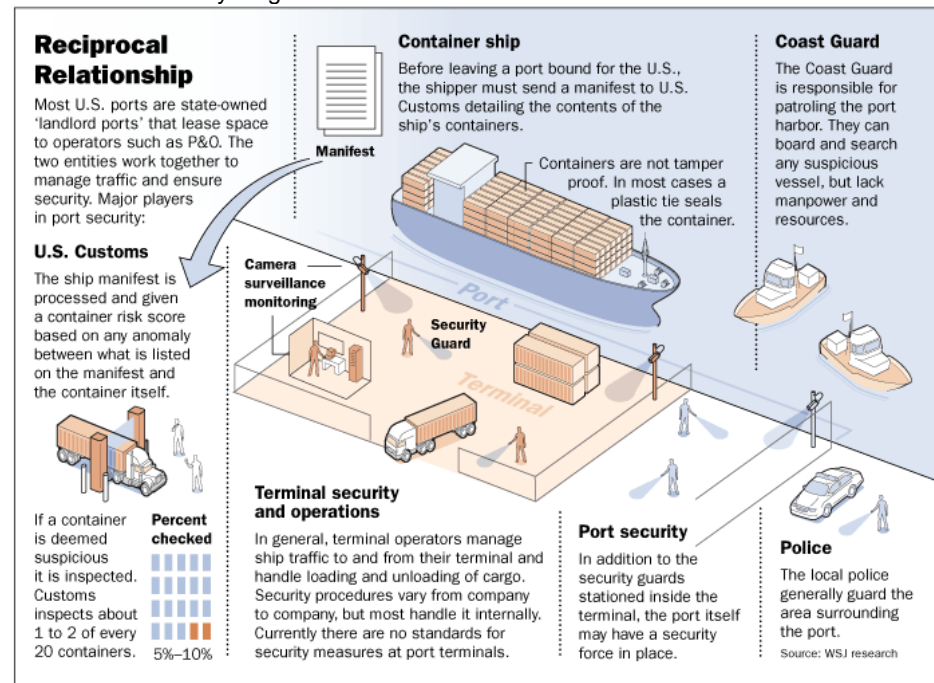 Reciprocal
Relationship
Most U.S. ports are state-owned
‘landlord ports’ that lease space
to operators such as P&O. The
two entities work together to
manage traffic and ensure
security. Major players
in port security:
Manifest
Container ship
Before leaving a port bound for the U.S.,
the shipper must send a manifest to U.S.
Customs detailing the contents of the
ship’s containers.
Containers are not tamper
proof. In most cases a
plastic tie seals
the container.
Coast Guard
The Coast Guard
is responsible for
patroling the port
harbor. They can
board and search
any suspicious
vessel, but lack
manpower and
resources.
U.S. Customs
The ship manifest is
processed and given
a container risk score
based on any anomaly
between what is listed
on the manifest and
the container itself.
If a container
is deemed
suspicious
it is inspected.
Customs
inspects about
1 to 2 of every
20 containers.
Percent
checked
5%–10%
Camera
surveillance
monitoring
Security
Guard
Port
Terminal
Terminal security
and operations
In general, terminal operators manage
ship traffic to and from their terminal and
handle loading and unloading of cargo.
Security procedures vary from company
to company, but most handle it internally.
Currently there are no standards for
security measures at port terminals.
Port security
In addition to the
security guards
stationed inside the
terminal, the port itself
may have a security
force in place.
Police
The local police
generally guard the
area surrounding
the port.
Source: WSJ research